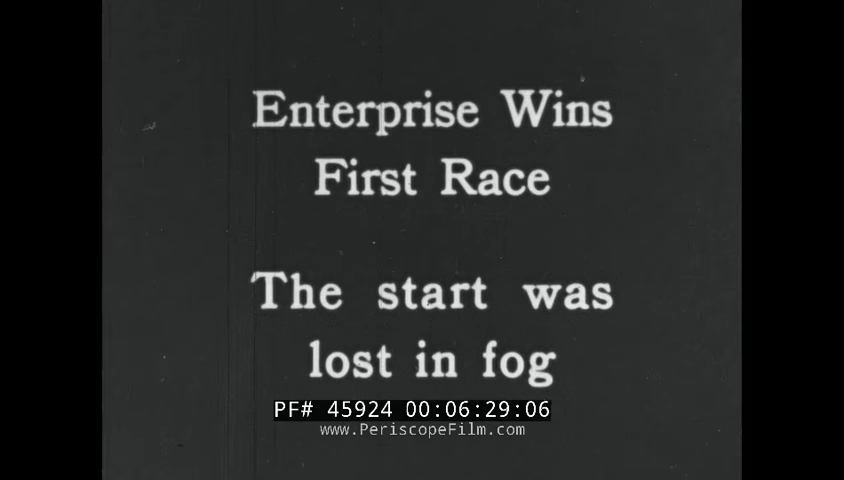 Enterprise Wins
First Race
The start was
lost in fog
PF# 45924 00:06:29:06
www.PeriscopeFilm.com